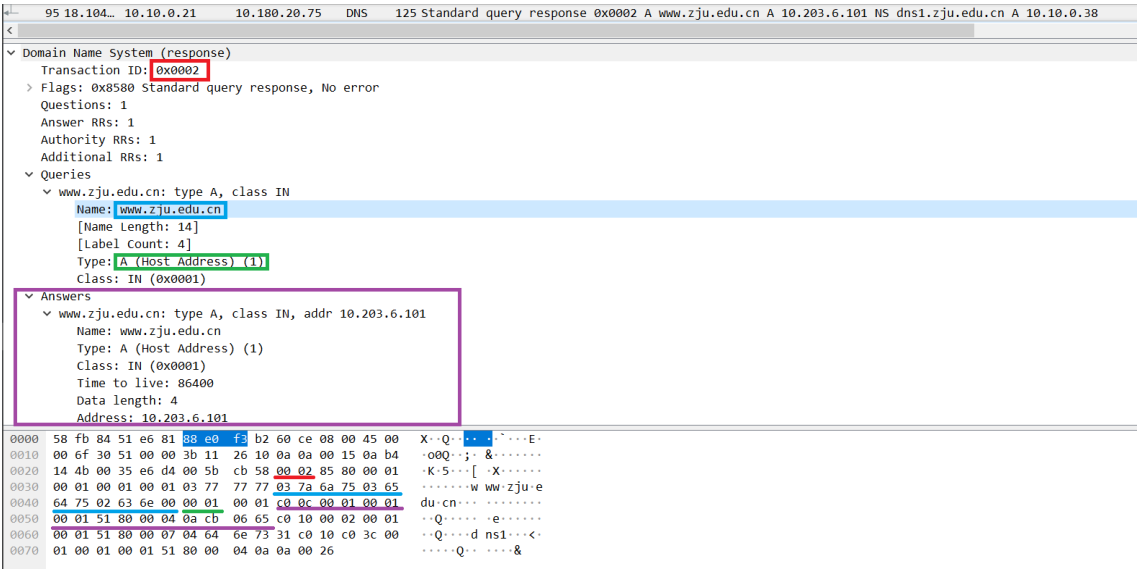 95 18.104… 10.10.0.21 10.180.20.75 DNS 125 Standard query response 0x0002 A www.zju.edu.cn A 10.203.6.101 NS dns1.zju.edu.cn A 10.10.0.38
Domain Name System (response)
Transaction ID: 0x0002
Flags: 0x8580 Standard query response, No error
Questions: 1
Answer RRs: 1
Authority RRs: 1
Additional RRs: 1
Queries
www.zju.edu.cn: type A, class IN
Name: www.zju.edu.cn
[Name Length: 14]
[Label Count: 4]
Type: A (Host Address) (1)
Class: IN (0x0001)
Answers
www.zju.edu.cn: type A, class IN, addr 10.203.6.101
Name: www.zju.edu.cn
Type: A (Host Address) (1)
Class: IN (0x0001)
Time to live: 86400
Data length: 4
Address: 10.203.6.101
0000 58 fb 84 51 e6 81 88 e0 f3 b2 60 ce 08 00 45 00 X··Q·· ·· ·`···E·
0010 00 6f 30 51 00 00 3b 11 26 10 0a 0a 00 15 0a b4 ·o0Q··;· &·······
0020 14 4b 00 35 e6 d4 00 5b cb 58 00 02 85 80 00 01 ·K·5···[ ·X······
0030 00 01 00 01 00 01 03 77 77 77 03 7a 6a 75 03 65 ·······w ww·zju·e
0040 64 75 02 63 6e 00 00 01 00 01 c0 0c 00 01 00 01 du·cn··· ········
0050 00 01 51 80 00 04 0a cb 06 65 c0 10 00 02 00 01 ··Q····· ·e······
0060 00 01 51 80 00 07 04 64 6e 73 31 c0 10 c0 3c 00 ··Q····d ns1···<·
0070 01 00 01 00 01 51 80 00 04 0a 0a 00 26 ·····Q·· ····&